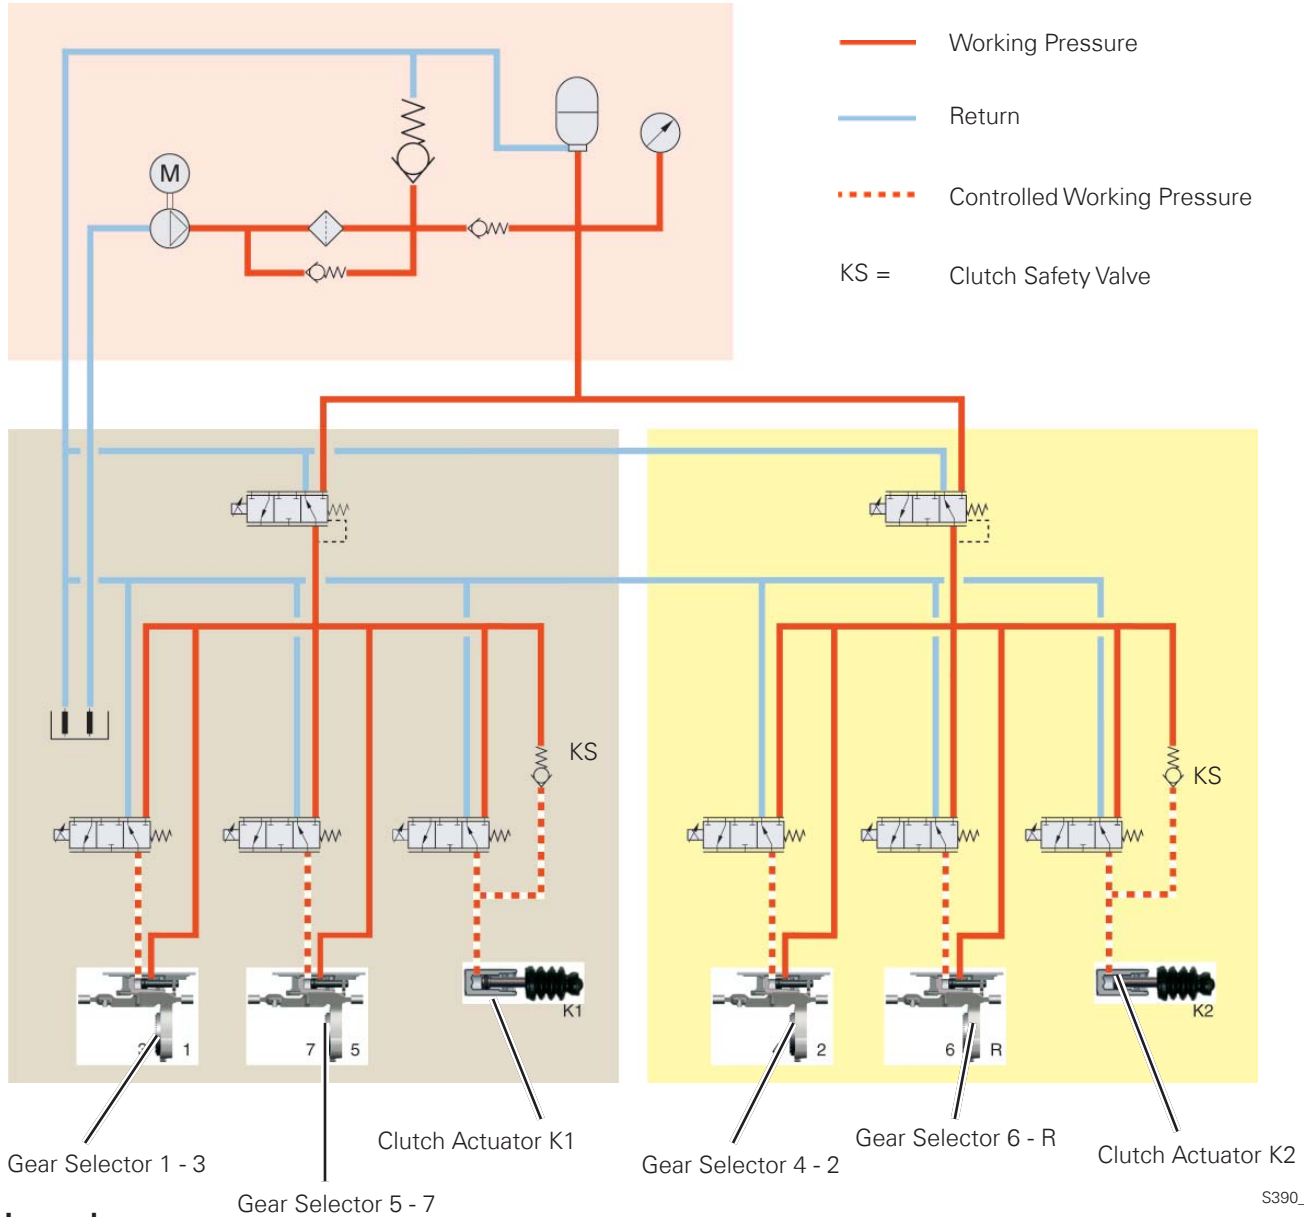 Working Pressure
Return
M
Controlled Working Pressure
KS = Clutch Safety Valve
KS
KS
K1
K2
1
7 5
2
6 R
Clutch Actuator K1
Gear Selector 6 - R
Clutch Actuator K2
Gear Selector 1 - 3
Gear Selector 4 - 2
Gear Selector 5 - 7
S390_